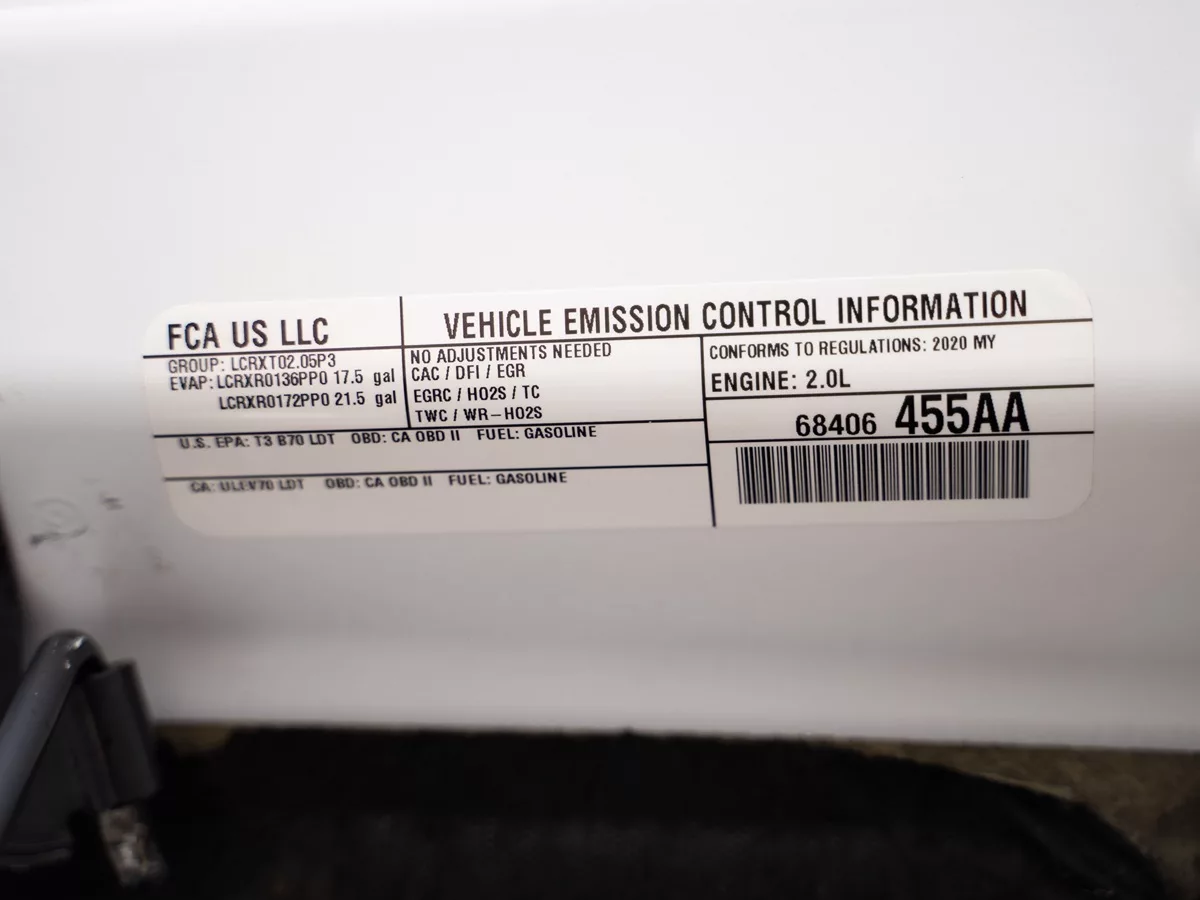 FCA US LLC
VEHICLE EMISSION CONTROL INFORMATION
GROUP: LCRXT02.05P3
EVAP: LCRXR0136PP0 17.5 gal
LCRXR0172PP0 21.5 gal
NO ADJUSTMENTS NEEDED
CAC / DFI / EGR
EGRC / HO2S / TC
TWC / WR-HO2S
CONFORMS TO REGULATIONS: 2020 MY
ENGINE: 2.0L
68406 455AA
U.S. EPA: T3 B70 LDT OBD: CA OBD II FUEL: GASOLINE
CA: ULEV70 LDT OBD: CA OBD II FUEL: GASOLINE